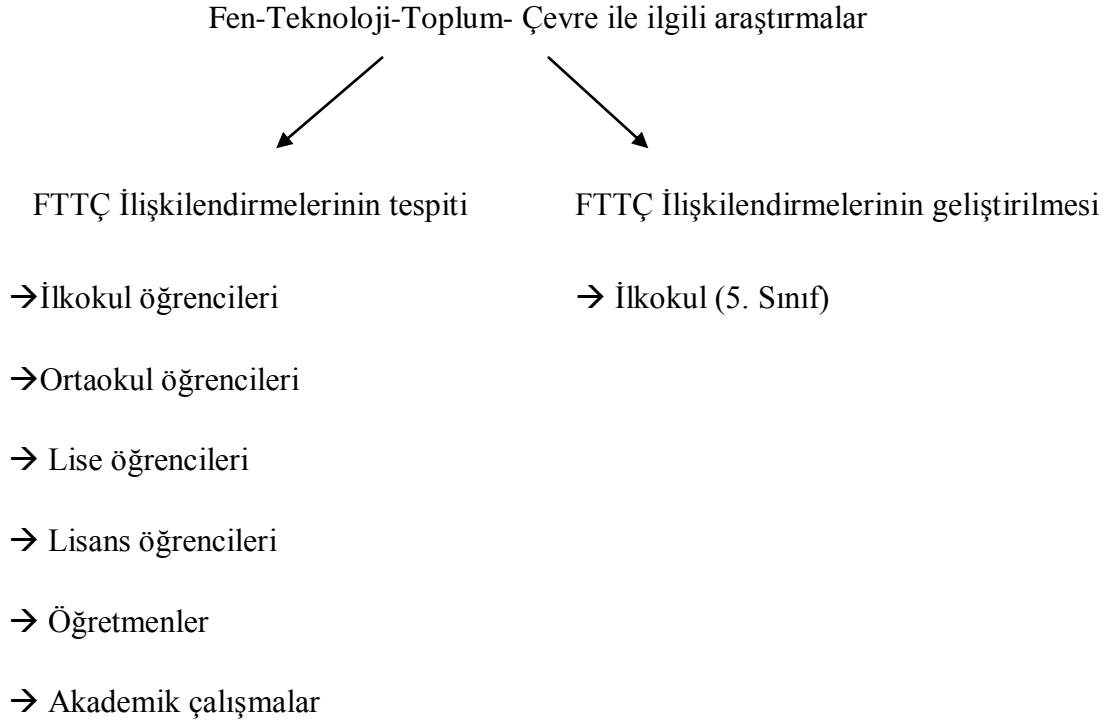 Fen-Teknoloji-Toplum- Çevre ile ilgili araştırmalar
FTTÇ İlişkilendirmelerinin tespiti
FTTÇ İlişkilendirmelerinin geliştirilmesi
→İlkokul öğrencileri
→ İlkokul (5. Sınıf)
→Ortaokul öğrencileri
→ Lise öğrencileri
→ Lisans öğrencileri
→ Öğretmenler
→ Akademik çalışmalar